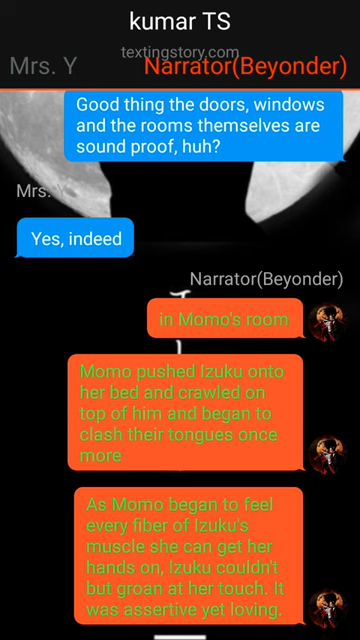 kumar TS
textingstory.com
Mrs. Y
Narrator(Beyonder)
Good thing the doors, windows
and the rooms themselves are
sound proof, huh?
Mrs. Y
Yes, indeed
Narrator(Beyonder)
in Momo's room
Momo pushed Izuku onto
her bed and crawled on
top of him and began to
clash their tongues once
more
As Momo began to feel
every fiber of Izuku's
muscle she can get her
hands on, Izuku couldn't
but groan at her touch. It
was assertive yet loving.